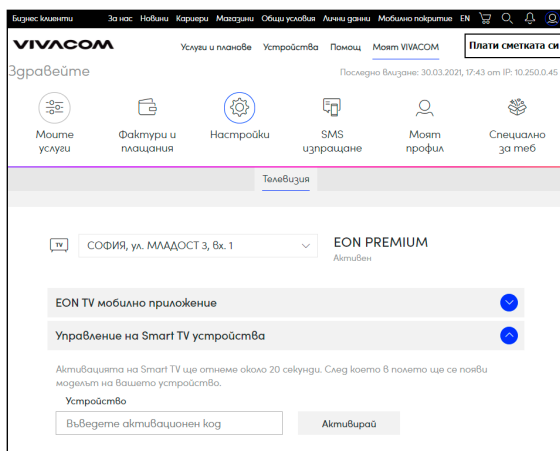 Бизнес клиенти За нас Новини Кариери Магазини Общи условия Лични данни Мобилно покритие EN
VIVACOM Услуги и планове Устройства Помощ Моят VIVACOM Плати сметката си
Здравейте Последно влизане: 30.03.2021, 17:43 от IP: 10.250.0.45
Моите услуги
Фактури и плащания
Настройки
SMS изпращане
Моят профил
Специално за теб
Телевизия
TV СОФИЯ, ул. МЛАДОСТ 3, вх. 1 EON PREMIUM
Активен
EON TV мобилно приложение
Управление на Smart TV устройства
Активацията на Smart TV ще отнеме около 20 секунди. След което в полето ще се появи
моделът на вашето устройство.
Устройство
Въведете активационен код Активирай